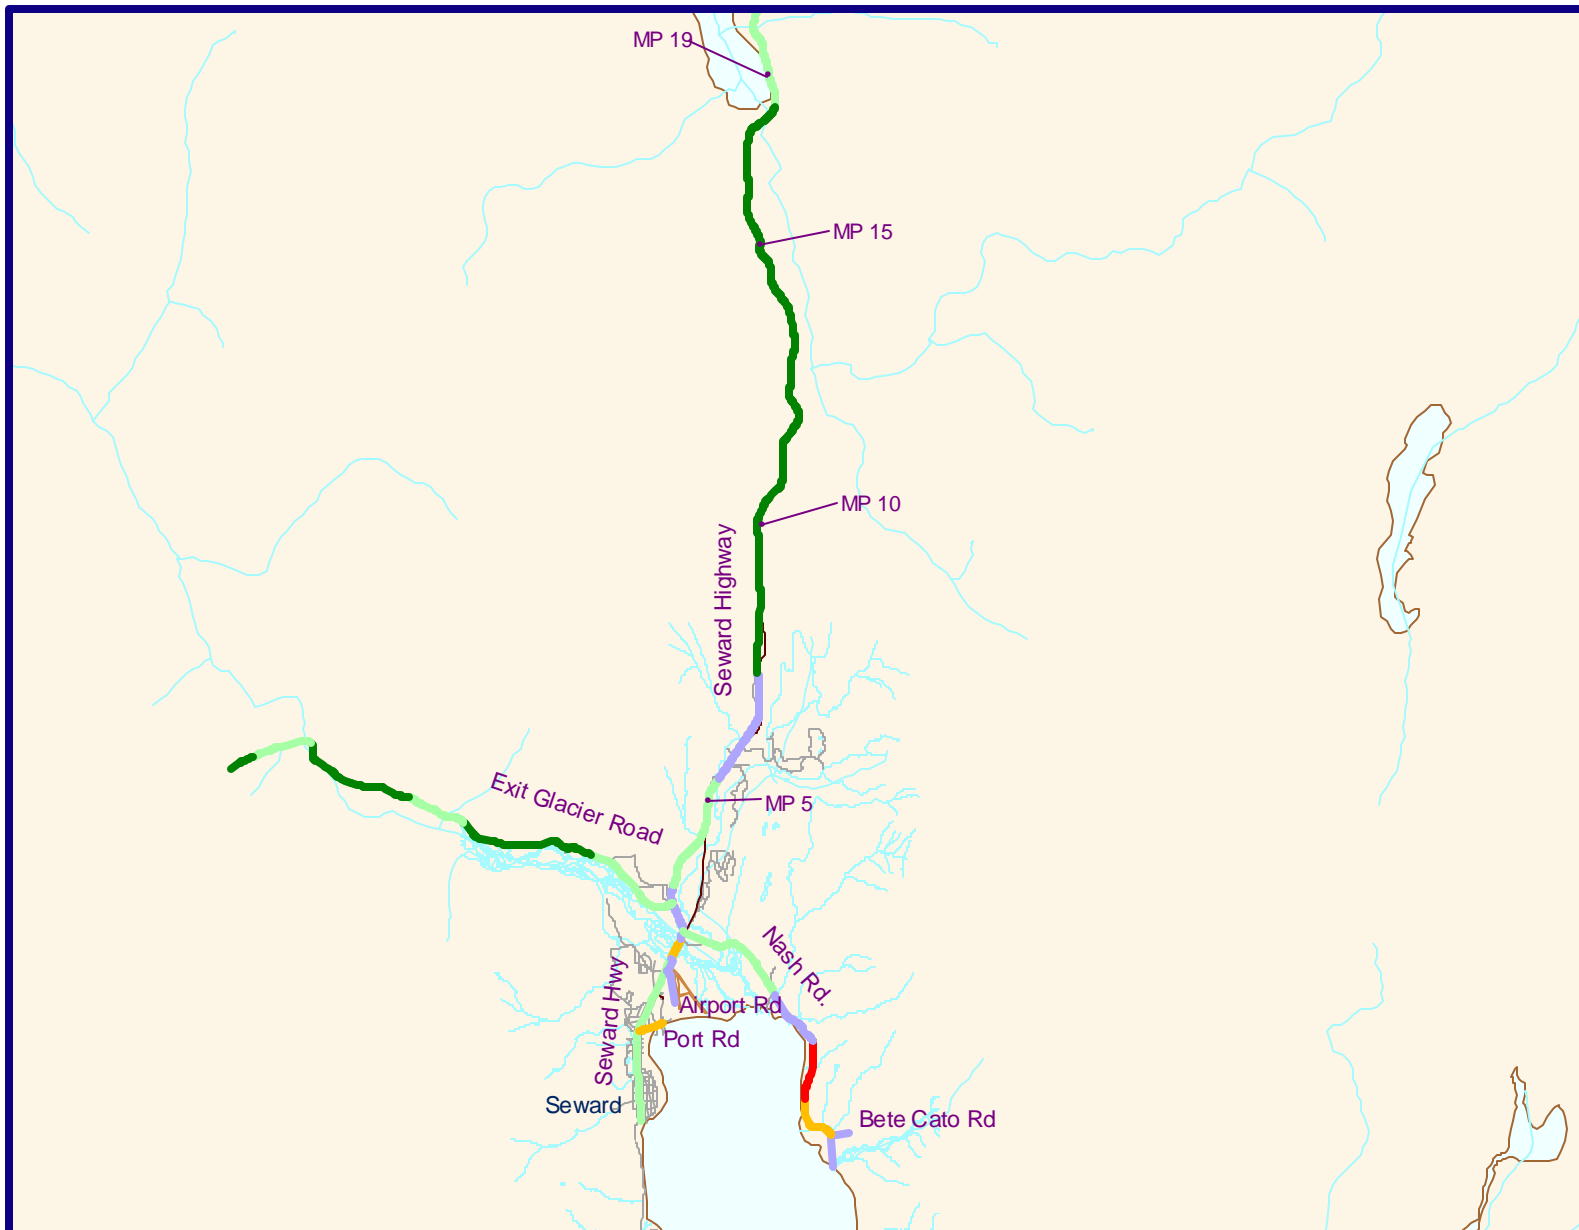 MP 19
MP 15
MP 10
Seward Highway
MP 5
Exit Glacier Road
Nash Rd.
Seward Hwy
Airport Rd
Port Rd
Seward
Bete Cato Rd